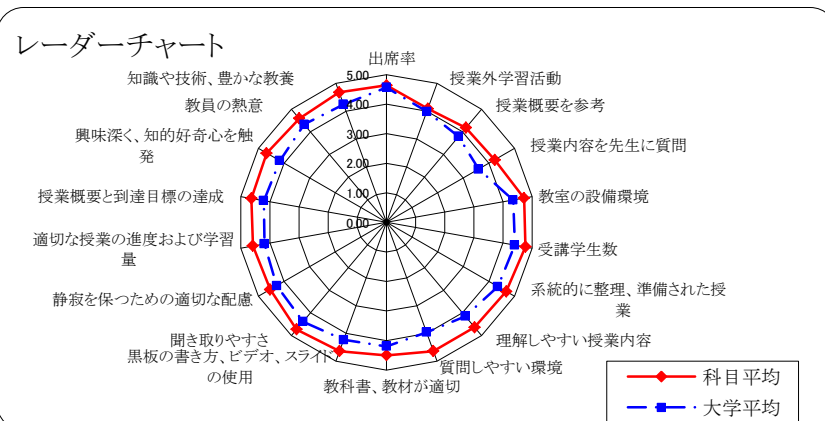 レーダーチャート
出席率
授業外学習活動
授業概要を参考
授業内容を先生に質問
教室の設備環境
受講学生数
系統的に整理、準備された授
業
理解しやすい授業内容
質問しやすい環境
教科書、教材が適切
黒板の書き方、ビデオ、スライド
の使用
聞き取りやすさ
静寂を保つための適切な配慮
適切な授業の進度および学習
量
授業概要と到達目標の達成
興味深く、知的好奇心を触
発
教員の熱意
知識や技術、豊かな教養
5.00
4.00
3.00
2.00
1.00
0.00
科目平均
大学平均